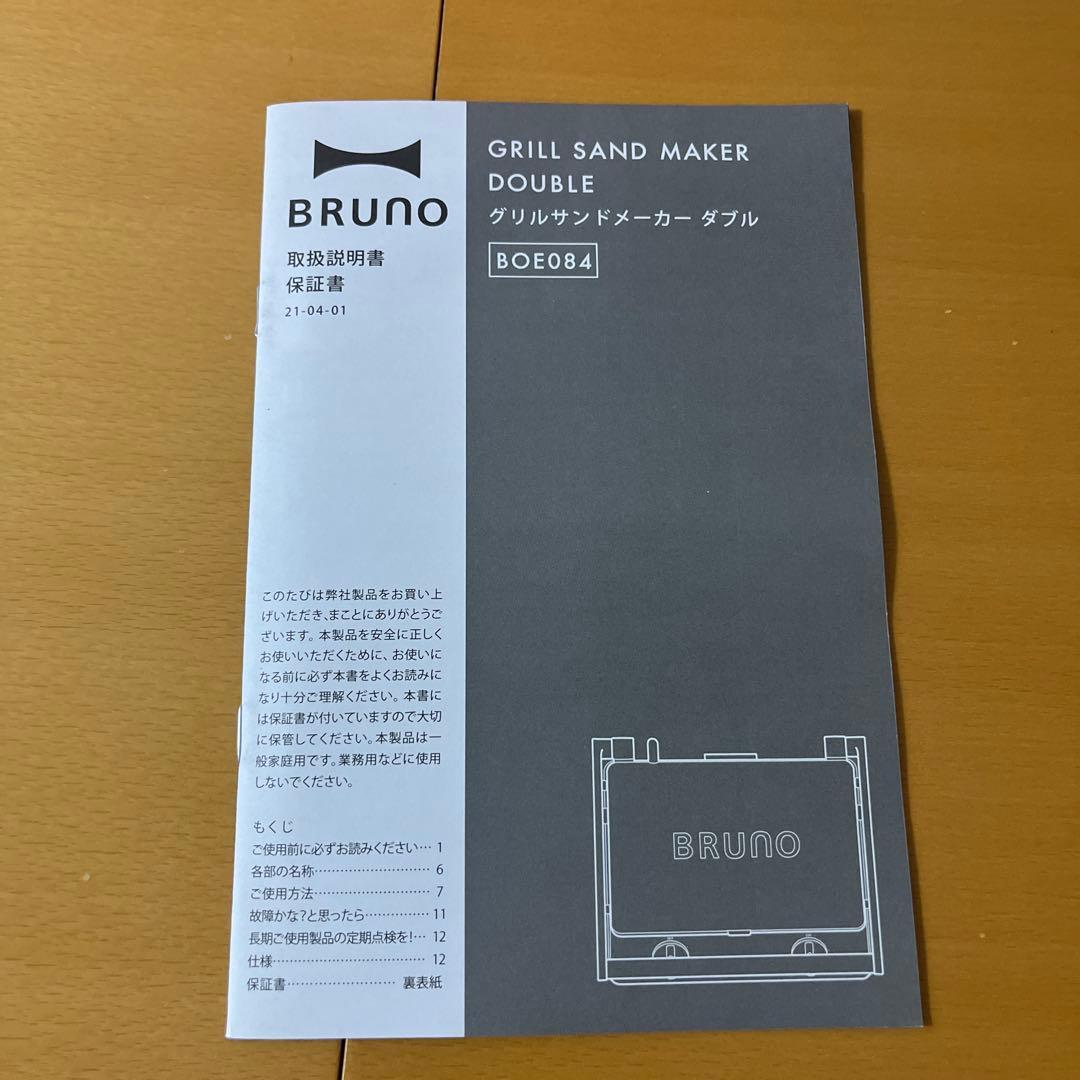 BRUNO
取扱説明書
保証書
21-04-01
GRILL SAND MAKER
DOUBLE
グリルサンドメーカー ダブル
BOE084
このたびは弊社製品をお買い上
げいただき、まことにありがとうご
ざいます。本製品を安全に正しく
お使いいただくために、お使いに
なる前に必ず本書をよくお読みに
なり十分ご理解ください。本書に
は保証書が付いていますので大切
に保管してください。本製品は一
般家庭用です。業務用などに使用
しないでください。
もくじ
ご使用前に必ずお読みください… 1
各部の名称………………………… 6
ご使用方法………………………… 7
故障かな?と思ったら…………… 11
長期ご使用製品の定期点検を!… 12
仕様………………………………… 12
保証書……………………… 裏表紙
BRUNO